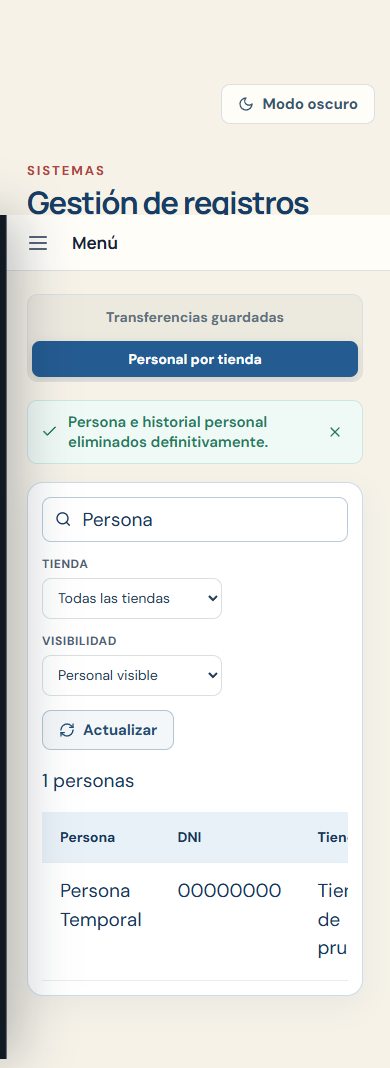 Modo oscuro
SISTEMAS
Gestión de registros
Menú
Transferencias guardadas
Personal por tienda
Persona e historial personal
eliminados definitivamente.
Persona
TIENDA
Todas las tiendas
VISIBILIDAD
Personal visible
Actualizar
1 personas
Persona DNI
Persona 00000000
Temporal de